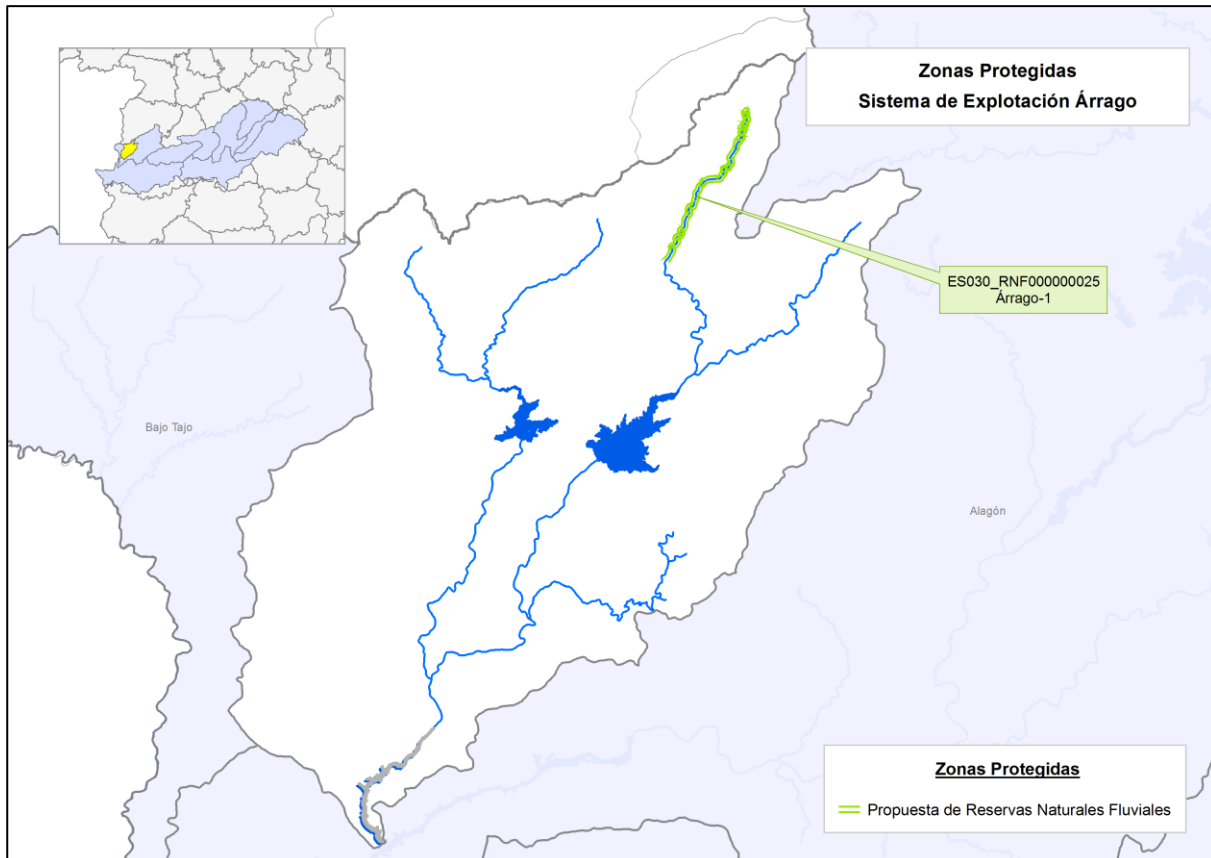 Zonas Protegidas
Sistema de Explotación Árrago
ES030_RNF000000025
Árrago-1
Bajo Tajo
Alagón
Zonas Protegidas
Propuesta de Reservas Naturales Fluviales